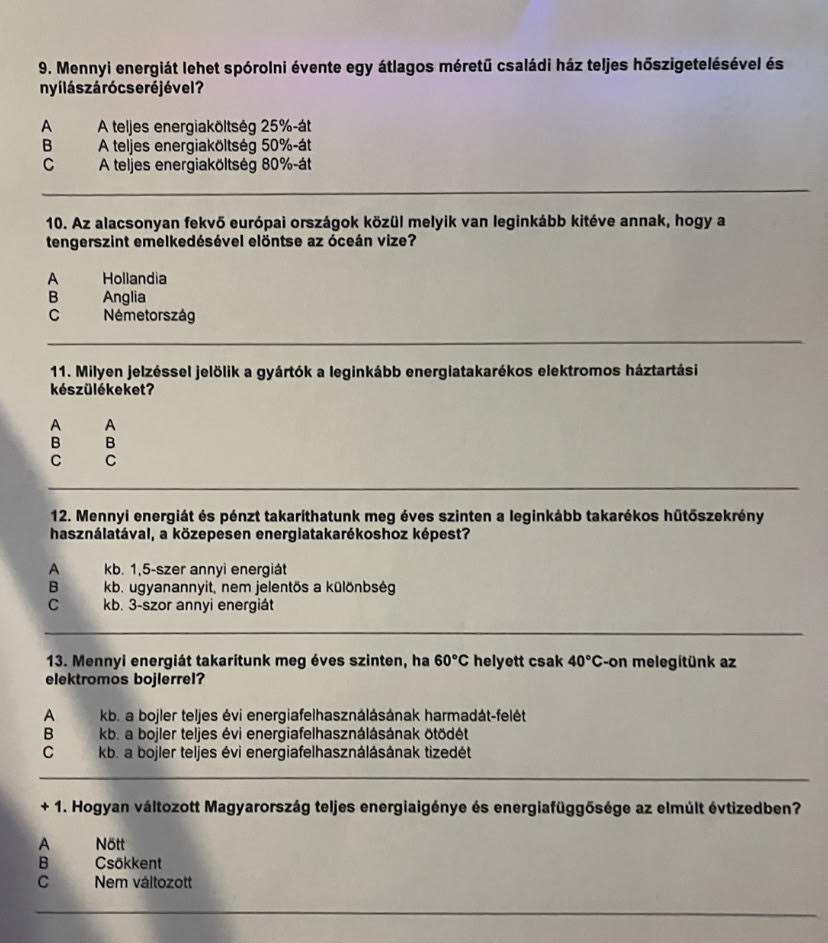 9. Mennyi energiát lehet spórolni évente egy átlagos méretű családi ház teljes hőszigetelésével és
nyílászárócseréjével?
A A teljes energiaköltség 25%-át
B A teljes energiaköltség 50%-át
C A teljes energiaköltség 80%-át
10. Az alacsonyan fekvő európai országok közül melyik van leginkább kitéve annak, hogy a
tengerszint emelkedésével elöntse az óceán vize?
A Hollandia
B Anglia
C Németország
11. Milyen jelzéssel jelölik a gyártók a leginkább energiatakarékos elektromos háztartási
készülékeket?
A A
B B
C C
12. Mennyi energiát és pénzt takaríthatunk meg éves szinten a leginkább takarékos hűtőszekrény
használatával, a közepesen energiatakarékoshoz képest?
A kb. 1,5-szer annyi energiát
B kb. ugyanannyit, nem jelentős a különbség
C kb. 3-szor annyi energiát
13. Mennyi energiát takarítunk meg éves szinten, ha 60°C helyett csak 40°C-on melegítünk az
elektromos bojlerrel?
A kb. a bojler teljes évi energiafelhasználásának harmadát-felét
B kb. a bojler teljes évi energiafelhasználásának ötödét
C kb. a bojler teljes évi energiafelhasználásának tizedét
+ 1. Hogyan változott Magyarország teljes energiaigénye és energiafüggősége az elmúlt évtizedben?
A Nőtt
B Csökkent
C Nem változott